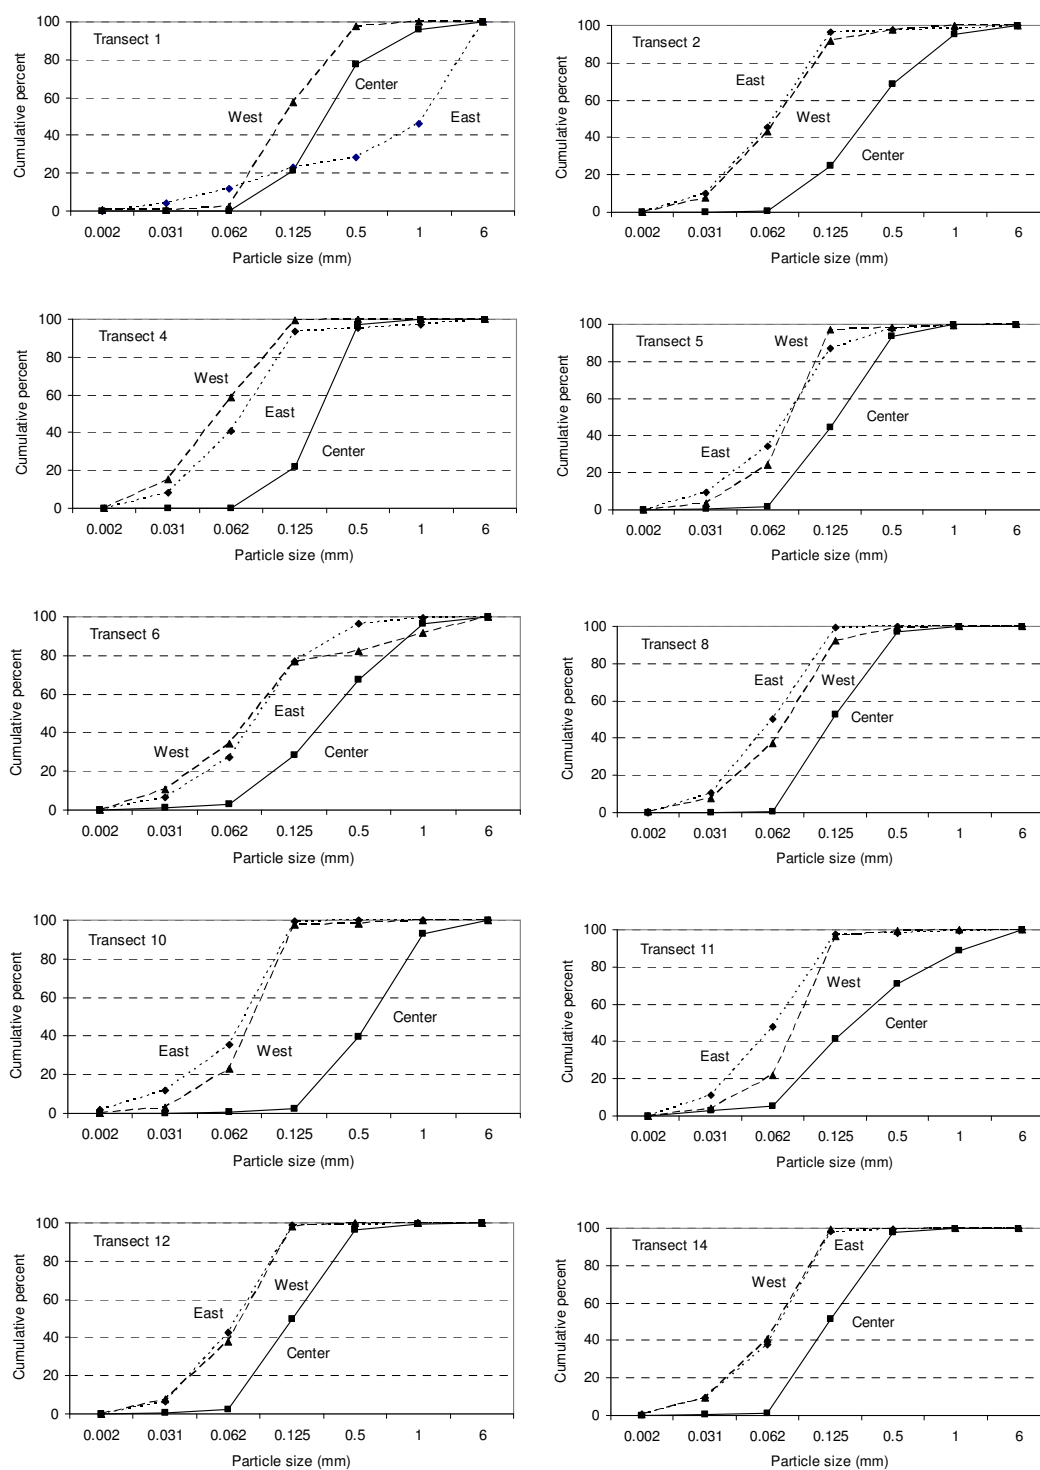 Transect 1
Cumulative percent
100
80
60
40
20
0
West
Center
East
0.002 0.031 0.062 0.125 0.5 1 6
Particle size (mm)
Transect 2
Cumulative percent
100
80
60
40
20
0
East
West
Center
0.002 0.031 0.062 0.125 0.5 1 6
Particle size (mm)
Transect 4
Cumulative percent
100
80
60
40
20
0
West
East
Center
0.002 0.031 0.062 0.125 0.5 1 6
Particle size (mm)
Transect 5
Cumulative percent
100
80
60
40
20
0
West
Center
East
0.002 0.031 0.062 0.125 0.5 1 6
Particle size (mm)
Transect 6
Cumulative percent
100
80
60
40
20
0
East
West
Center
0.002 0.031 0.062 0.125 0.5 1 6
Particle size (mm)
Transect 8
Cumulative percent
100
80
60
40
20
0
East
West
Center
0.002 0.031 0.062 0.125 0.5 1 6
Particle size (mm)
Transect 10
Cumulative percent
100
80
60
40
20
0
Center
East
West
0.002 0.031 0.062 0.125 0.5 1 6
Particle size (mm)
Transect 11
Cumulative percent
100
80
60
40
20
0
West
Center
East
0.002 0.031 0.062 0.125 0.5 1 6
Particle size (mm)
Transect 12
Cumulative percent
100
80
60
40
20
0
West
East
Center
0.002 0.031 0.062 0.125 0.5 1 6
Particle size (mm)
Transect 14
Cumulative percent
100
80
60
40
20
0
East
West
Center
0.002 0.031 0.062 0.125 0.5 1 6
Particle size (mm)